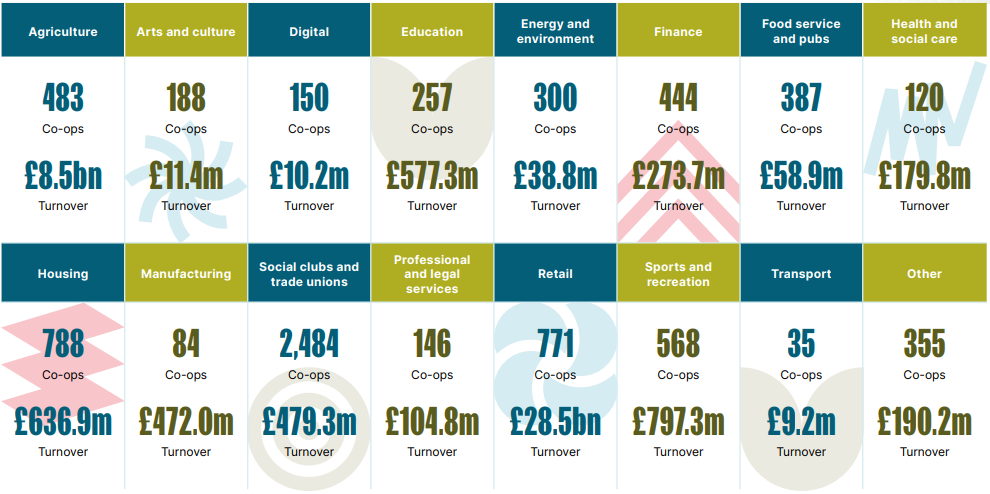 Agriculture
Arts and culture
Digital
Education
Energy and
environment
Finance
Food service
and pubs
Health and
social care
483
188
150
257
300
444
387
120
Co-ops
Co-ops
Co-ops
Co-ops
Co-ops
Co-ops
Co-ops
Co-ops
£8.5bn
£11.4m
£10.2m
£577.3m
£38.8m
£273.7m
£58.9m
£179.8m
Turnover
Turnover
Turnover
Turnover
Turnover
Turnover
Turnover
Turnover
Housing
Manufacturing
Social clubs and
trade unions
Professional
and legal
services
Retail
Sports and
recreation
Transport
Other
788
84
2,484
146
771
568
35
355
Co-ops
Co-ops
Co-ops
Co-ops
Co-ops
Co-ops
Co-ops
Co-ops
£636.9m
£472.0m
£479.3m
£104.8m
£28.5bn
£797.3m
£9.2m
£190.2m
Turnover
Turnover
Turnover
Turnover
Turnover
Turnover
Turnover
Turnover